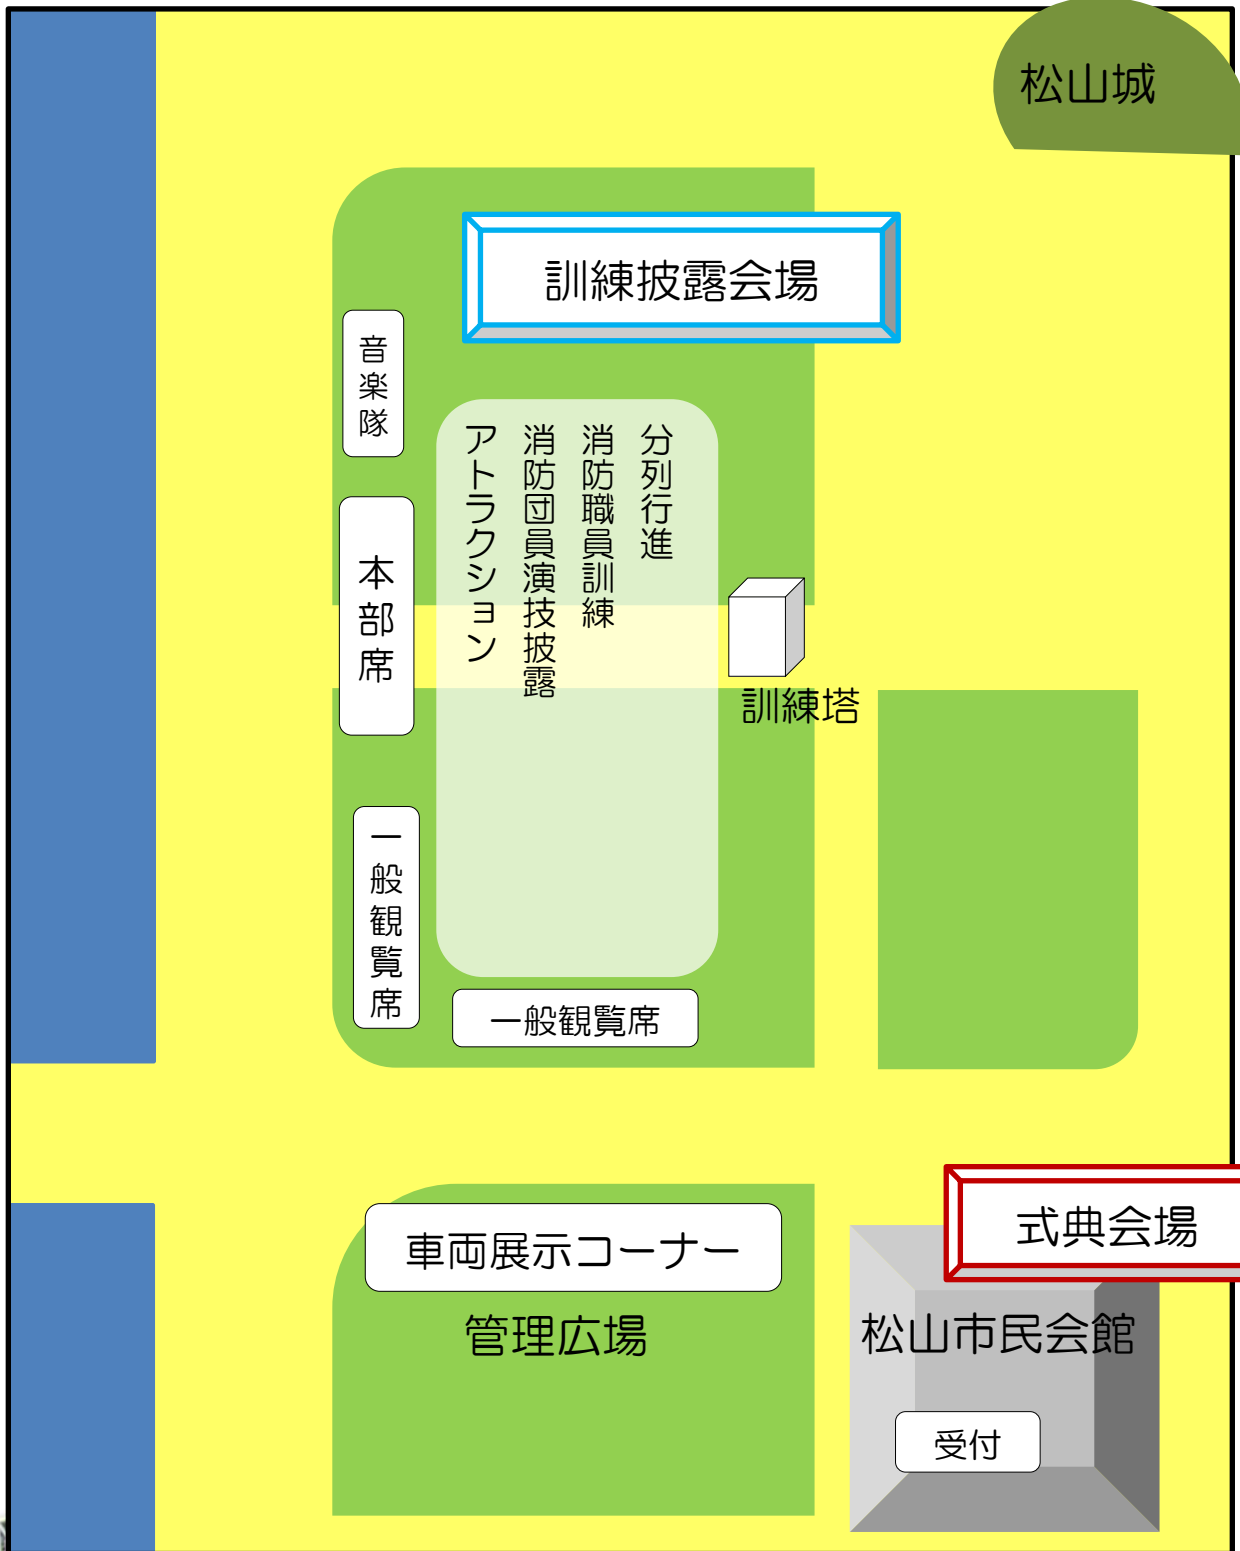 松山城
訓練披露会場
音楽隊
分列行進
消防職員訓練
消防団員演技披露
アトラクション
本部席
訓練塔
一般観覧席
一般観覧席
式典会場
車両展示コーナー
管理広場
松山市民会館
受付